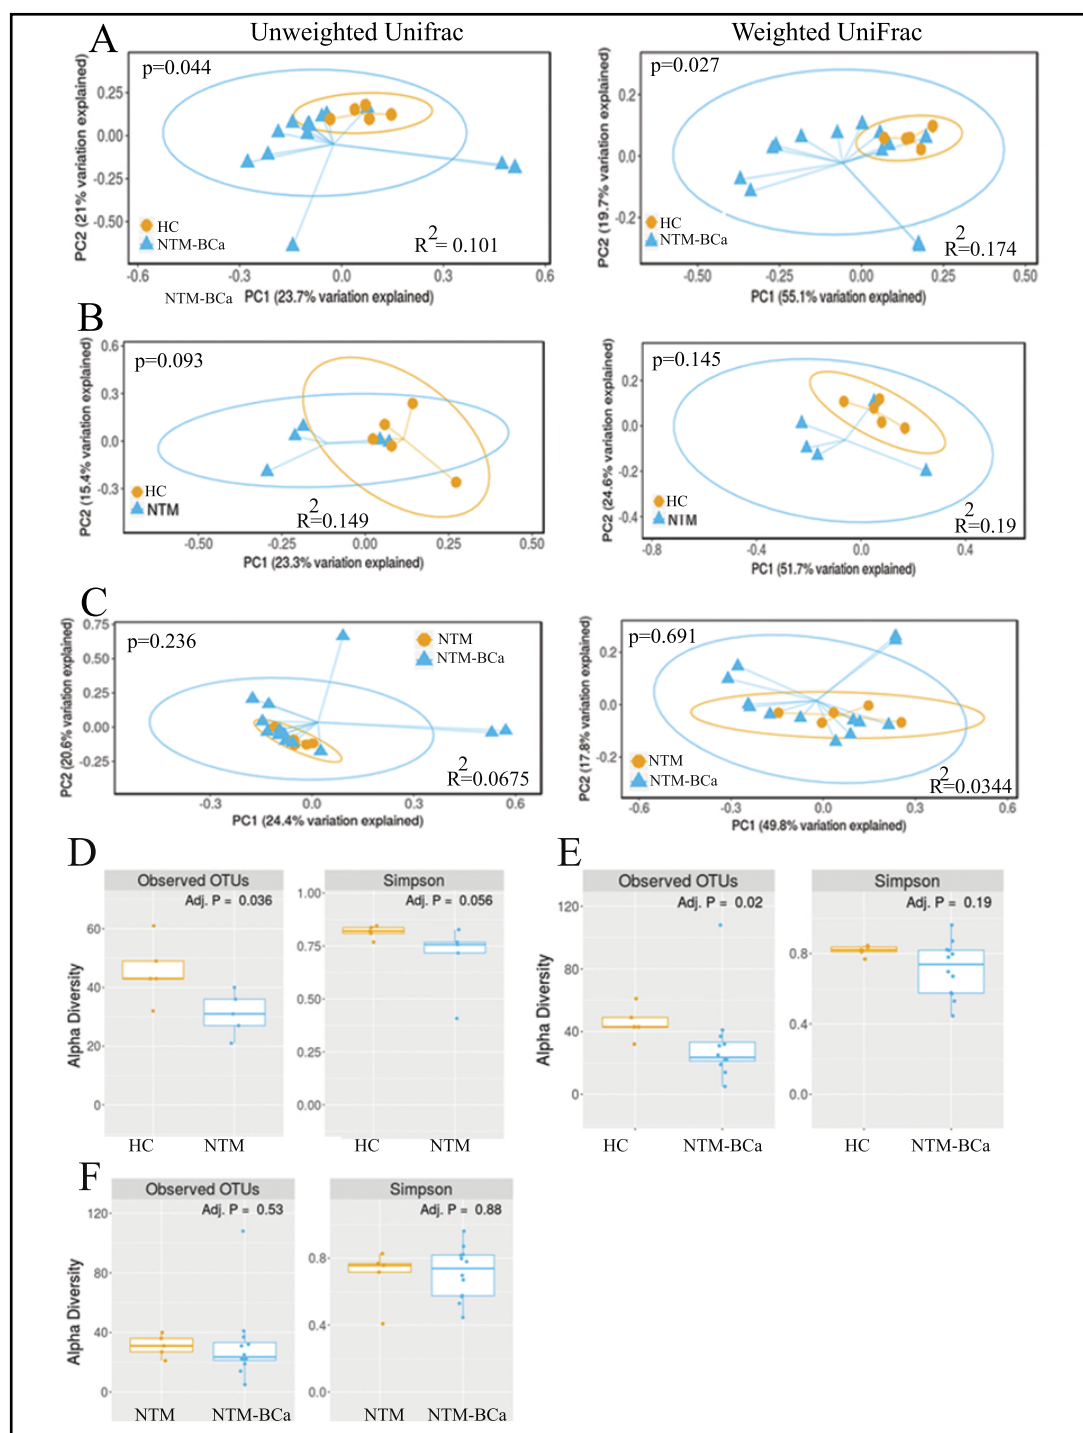 A
Unweighted Unifrac
Weighted UniFrac
p=0.044
PC2 (21% variation explained)
0.25
0.00
-0.25
-0.50
HC
NTM-BCa
R2= 0.101
-0.6
-0.3
0.0
0.3
0.6
NTM-BCa
PC1 (23.7% variation explained)
p=0.027
PC2 (19.7% variation explained)
0.2
0.0
-0.2
HC
NTM-BCa
2
R=0.174
-0.50
-0.25
0.00
0.25
0.50
PC1 (55.1% variation explained)
B
p=0.093
PC2 (15.4% variation explained)
0.6
0.3
0.0
-0.3
HC
NTM
2
R=0.149
-0.50
-0.25
0.00
0.25
0.50
PC1 (23.3% variation explained)
p=0.145
PC2 (24.6% variation explained)
0.2
0.0
-0.2
-0.4
HC
NTM
2
R=0.19
-0.8
-0.4
0.0
0.4
PC1 (51.7% variation explained)
C
p=0.236
PC2 (20.6% variation explained)
0.75
0.50
0.25
0.00
-0.25
NTM
NTM-BCa
2
R=0.0675
-0.3
0.0
0.3
0.6
PC1 (24.4% variation explained)
p=0.691
PC2 (17.8% variation explained)
0.2
0.0
-0.2
NTM
NTM-BCa
2
R=0.0344
-0.6
-0.3
0.0
0.3
0.6
PC1 (49.8% variation explained)
D
Observed OTUs
Adj. P = 0.036
Alpha Diversity
60
40
20
0
HC
NTM
Simpson
Adj. P = 0.056
1.00
0.75
0.50
0.25
0.00
HC
NTM
E
Observed OTUs
Adj. P = 0.02
Alpha Diversity
120
80
40
0
HC
NTM-BCa
Simpson
Adj. P = 0.19
0.8
0.4
0.0
HC
NTM-BCa
F
Observed OTUs
Adj. P = 0.53
Alpha Diversity
120
80
40
0
NTM
NTM-BCa
Simpson
Adj. P = 0.88
0.8
0.4
0.0
NTM
NTM-BCa